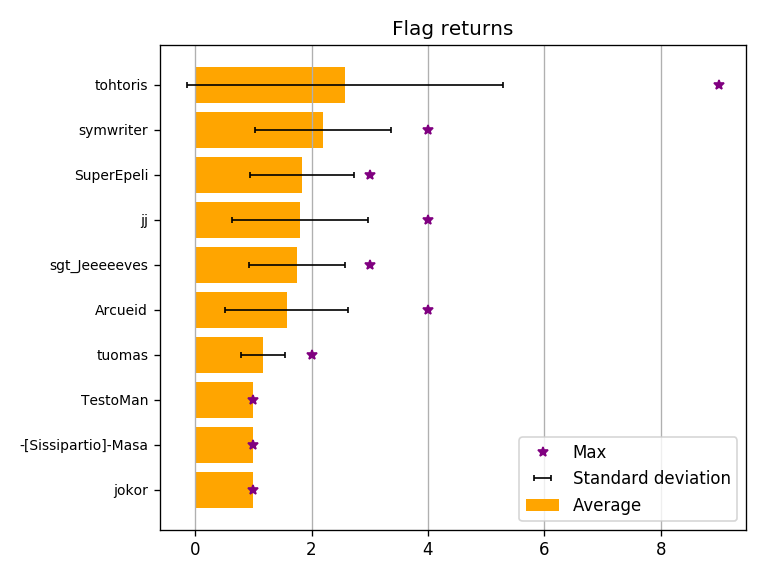 Flag returns
tohtoris
symwriter
SuperEpeli
jj
sgt_Jeeeeeves
Arcueid
tuomas
TestoMan
-[Sissipartio]-Masa
jokor
Max
Standard deviation
Average
0 2 4 6 8